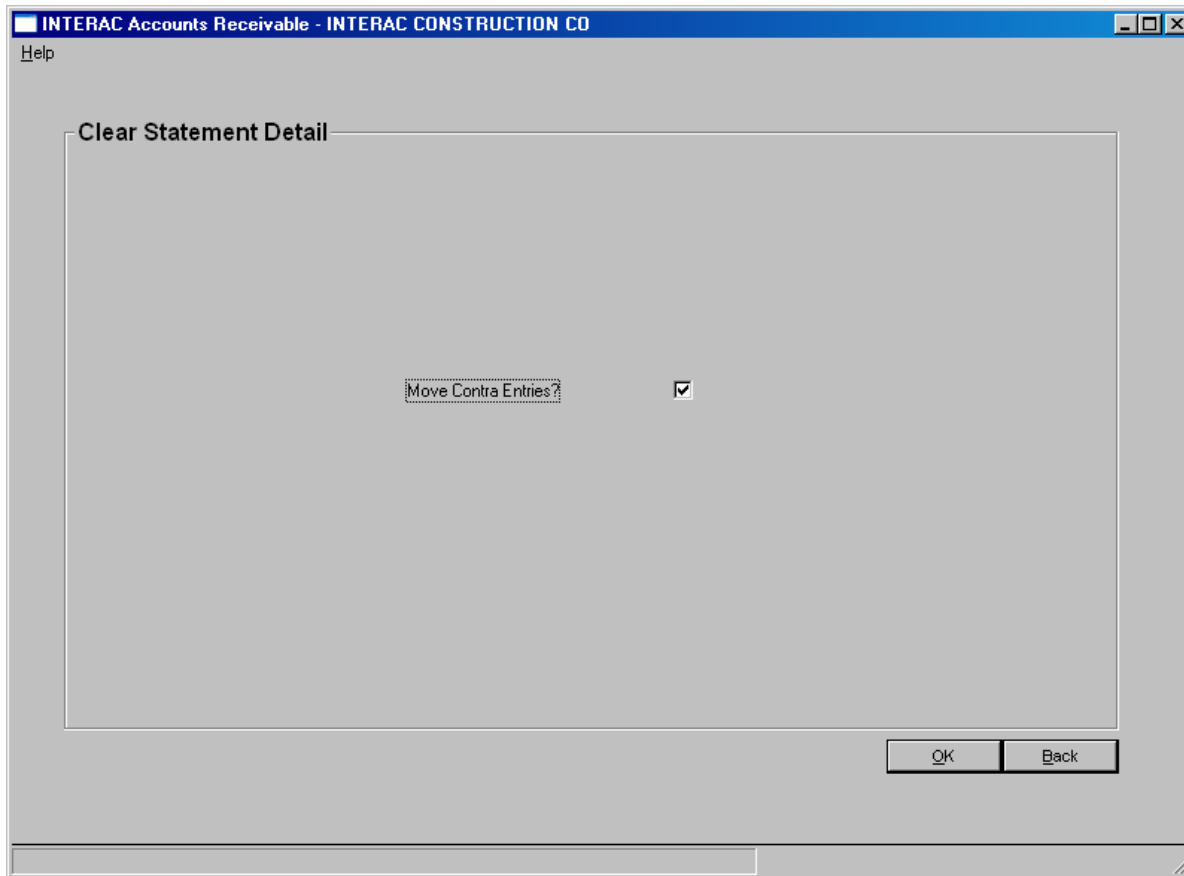 INTERAC Accounts Receivable - INTERAC CONSTRUCTION CO
Help
Clear Statement Detail
Move Contra Entries?
OK Back